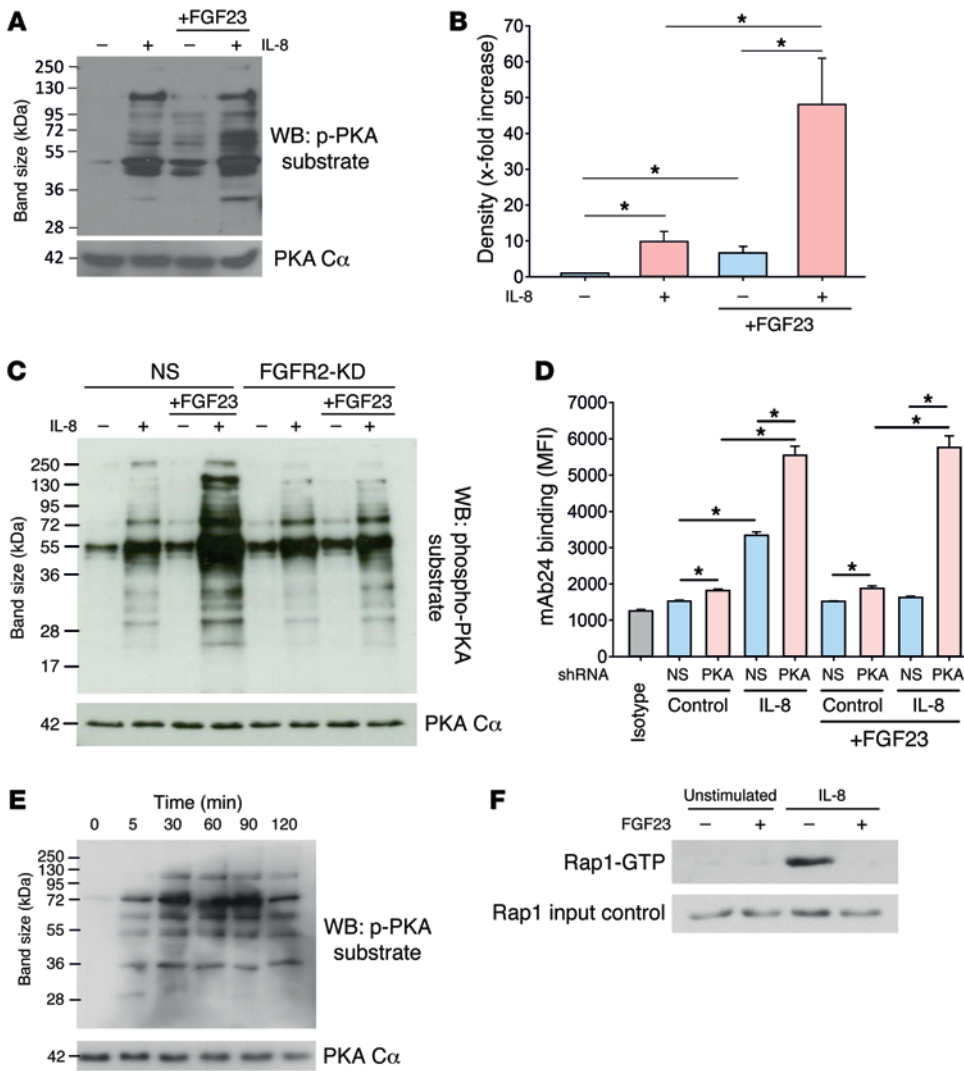 A
+FGF23
– + – + IL-8
Band size (kDa)
250
130
95
72
55
36
28
42
WB: p-PKA
substrate
PKA Cα
B
Density (x-fold increase)
70
60
50
40
30
20
10
0
* *
* *
*
IL-8 – + – +
+FGF23
C
NS FGFR2-KD
+FGF23 +FGF23
IL-8 – + – + – + – +
Band size (kDa)
250
130
95
72
55
36
28
17
42
WB: phospho-PKA
substrate
PKA Cα
D
mAb24 binding (MFI)
7000
6000
5000
4000
3000
2000
1000
0
* * * * * * * *
shRNA NS PKA NS PKA NS PKA NS PKA
Isotype
Control IL-8 Control IL-8
+FGF23
E
Time (min)
0 5 30 60 90 120
Band size (kDa)
250
130
95
72
55
36
28
42
WB: p-PKA
substrate
PKA Cα
F
Unstimulated IL-8
FGF23 – + – +
Rap1-GTP
Rap1 input control